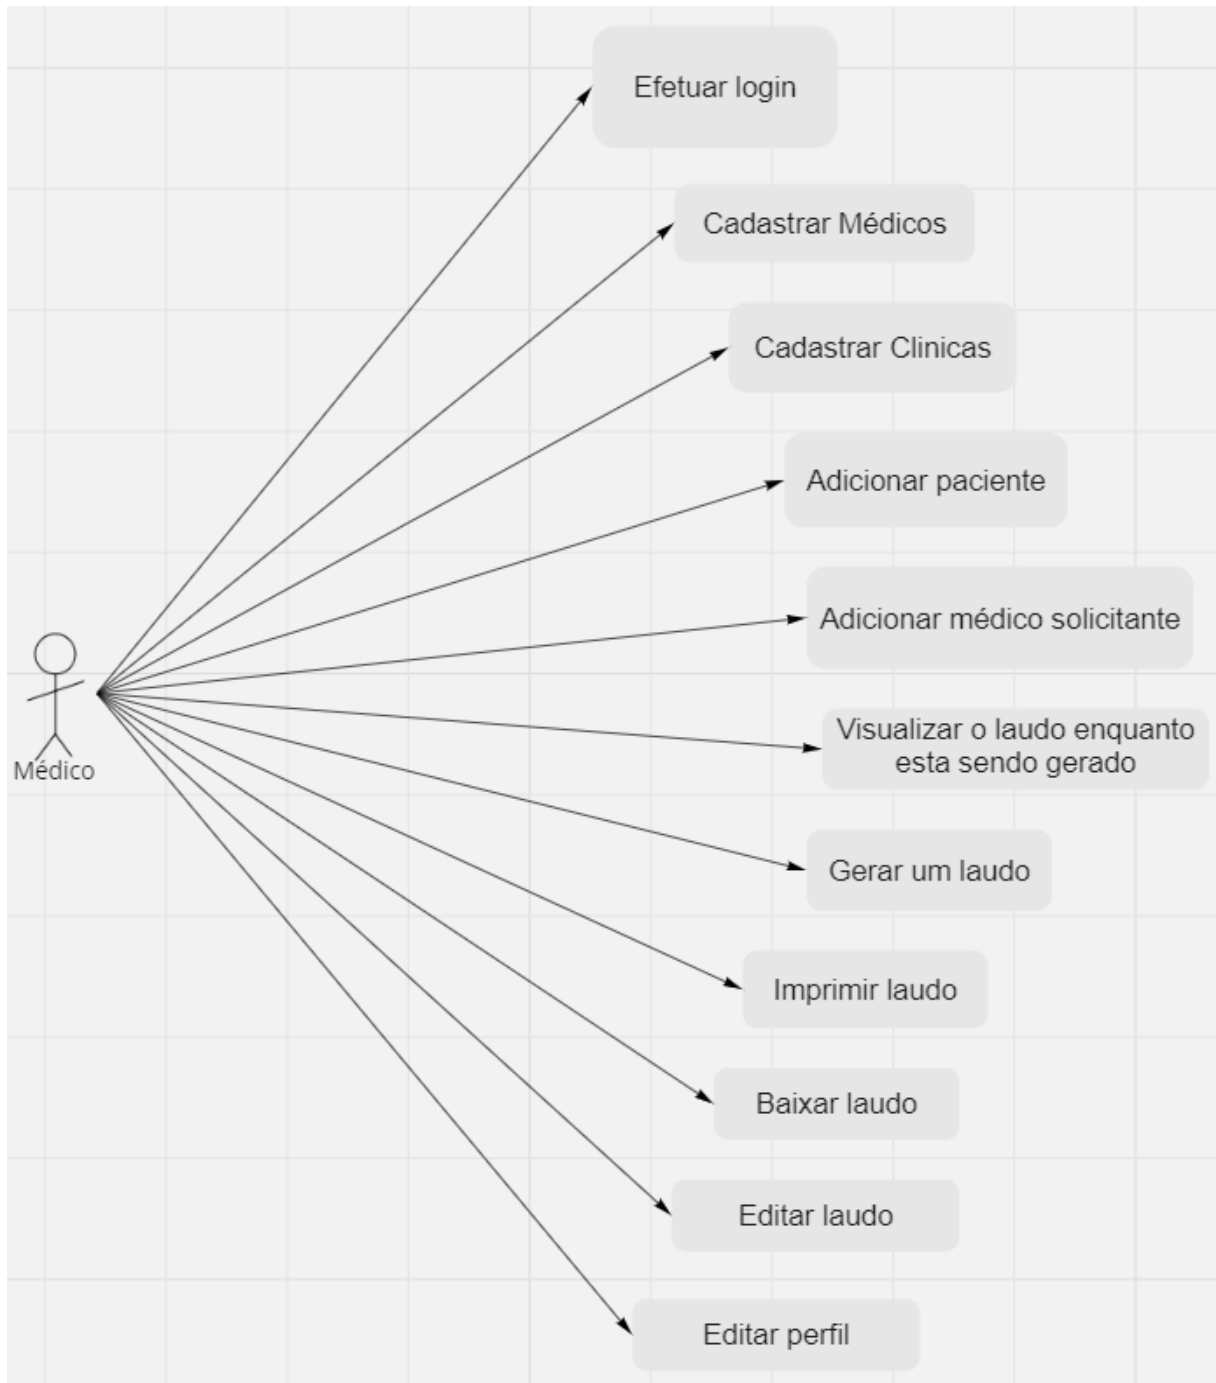 Efetuar login
Cadastrar Médicos
Cadastrar Clinicas
Adicionar paciente
Adicionar médico solicitante
Visualizar o laudo enquanto
esta sendo gerado
Médico
Gerar um laudo
Imprimir laudo
Baixar laudo
Editar laudo
Editar perfil